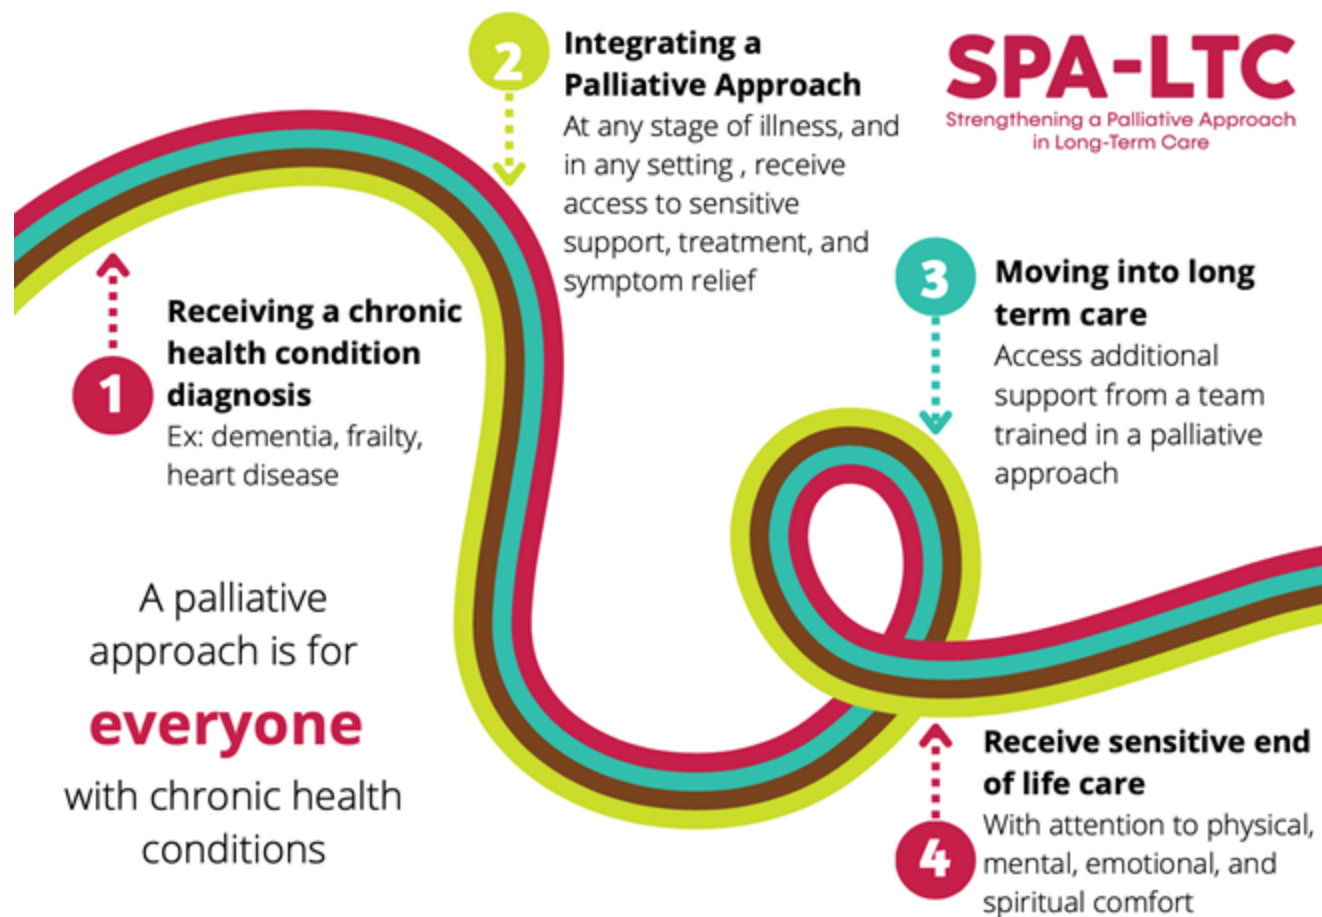 SPA-LTC
Strengthening a Palliative Approach
in Long-Term Care
1
Receiving a chronic
health condition
diagnosis
Ex: dementia, frailty,
heart disease
2
Integrating a
Palliative Approach
At any stage of illness, and
in any setting , receive
access to sensitive
support, treatment, and
symptom relief
3
Moving into long
term care
Access additional
support from a team
trained in a palliative
approach
4
Receive sensitive end
of life care
With attention to physical,
mental, emotional, and
spiritual comfort
A palliative
approach is for
everyone
with chronic health
conditions